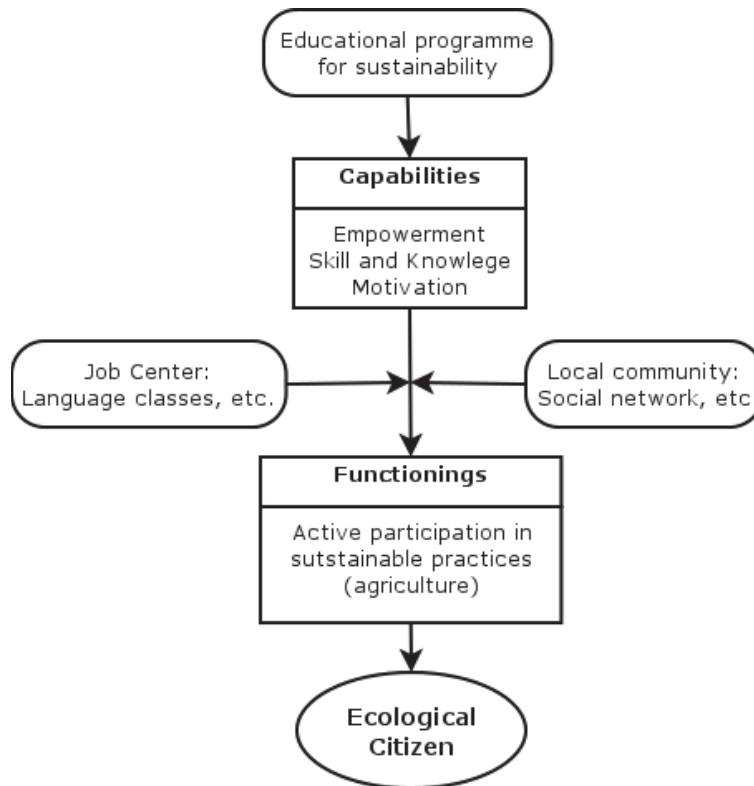 Educational programme
for sustainability
Capabilities
Empowerment
Skill and Knowlege
Motivation
Job Center:
Language classes, etc.
Local community:
Social network, etc
Functionings
Active participation in
sutstainable practices
(agriculture)
Ecological
Citizen